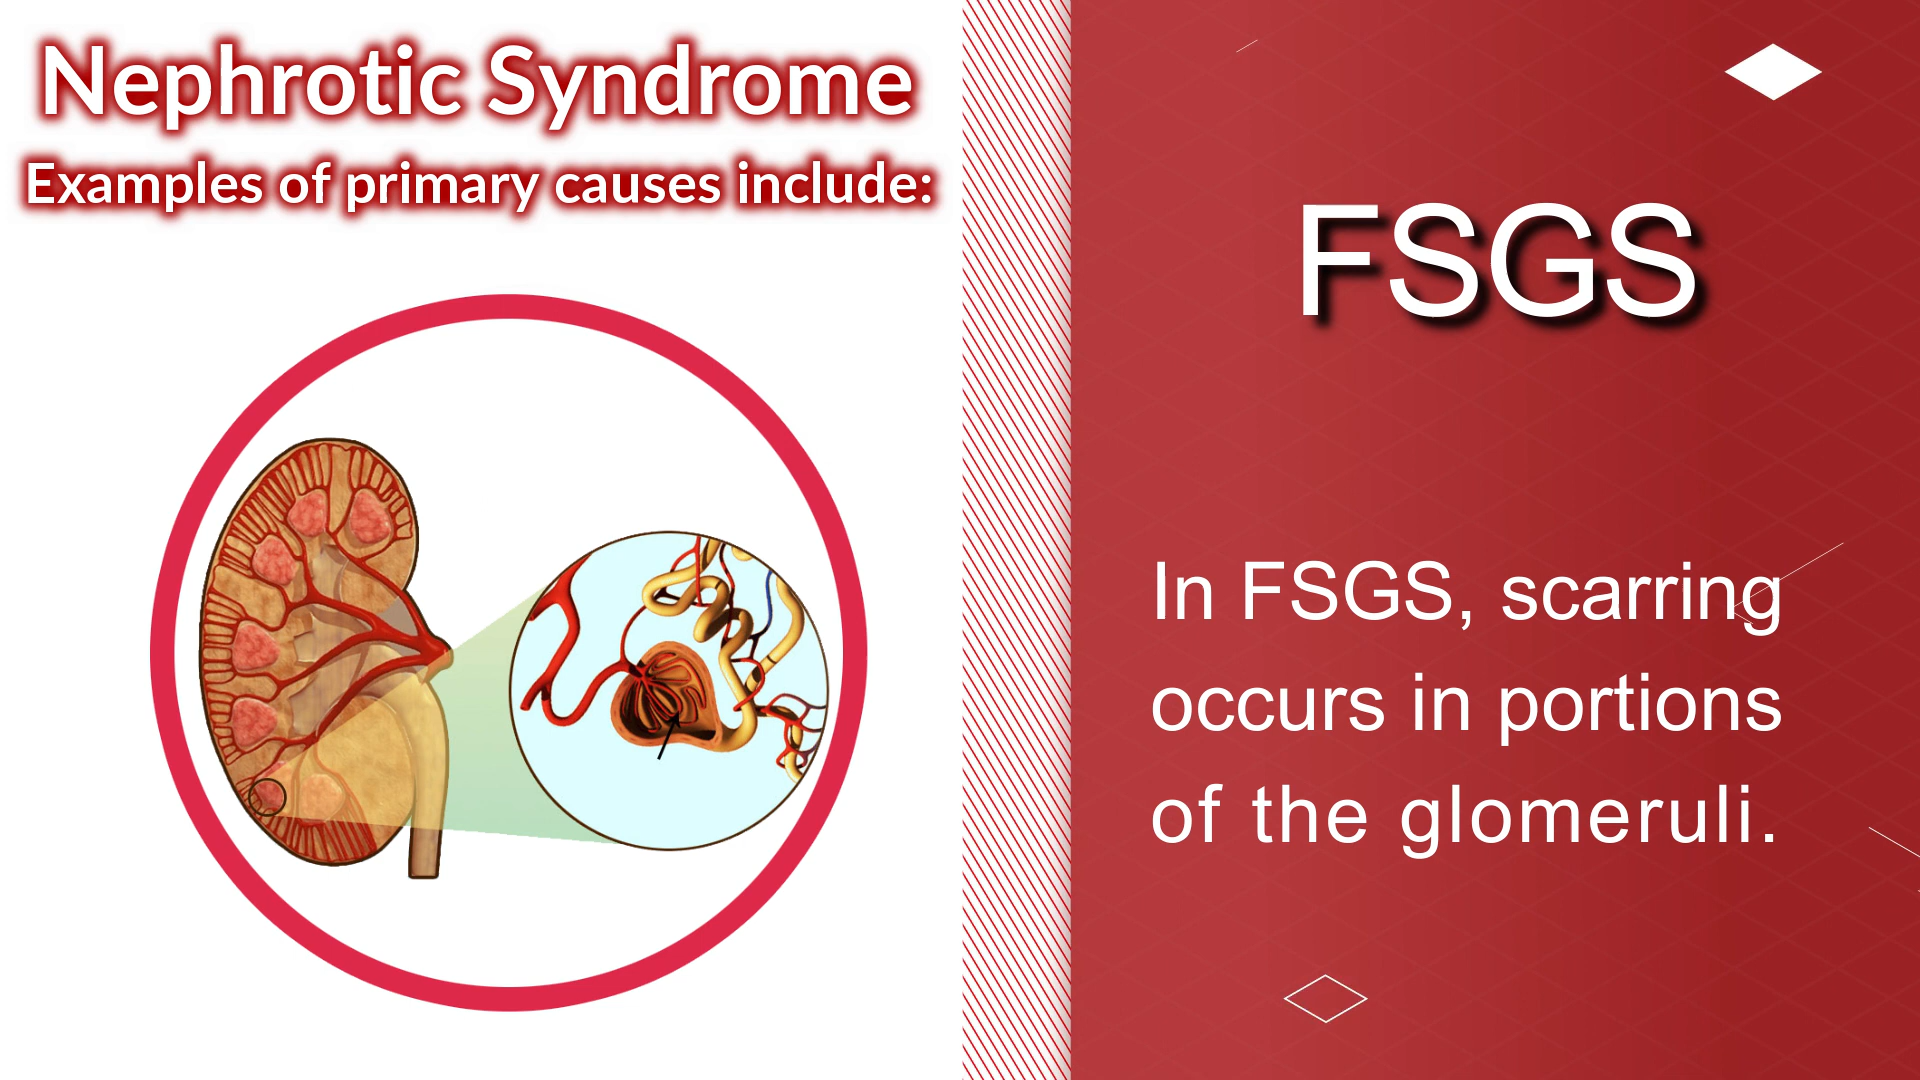 Nephrotic Syndrome
Examples of primary causes include:
FSGS
In FSGS, scarring
occurs in portions
of the glomeruli.